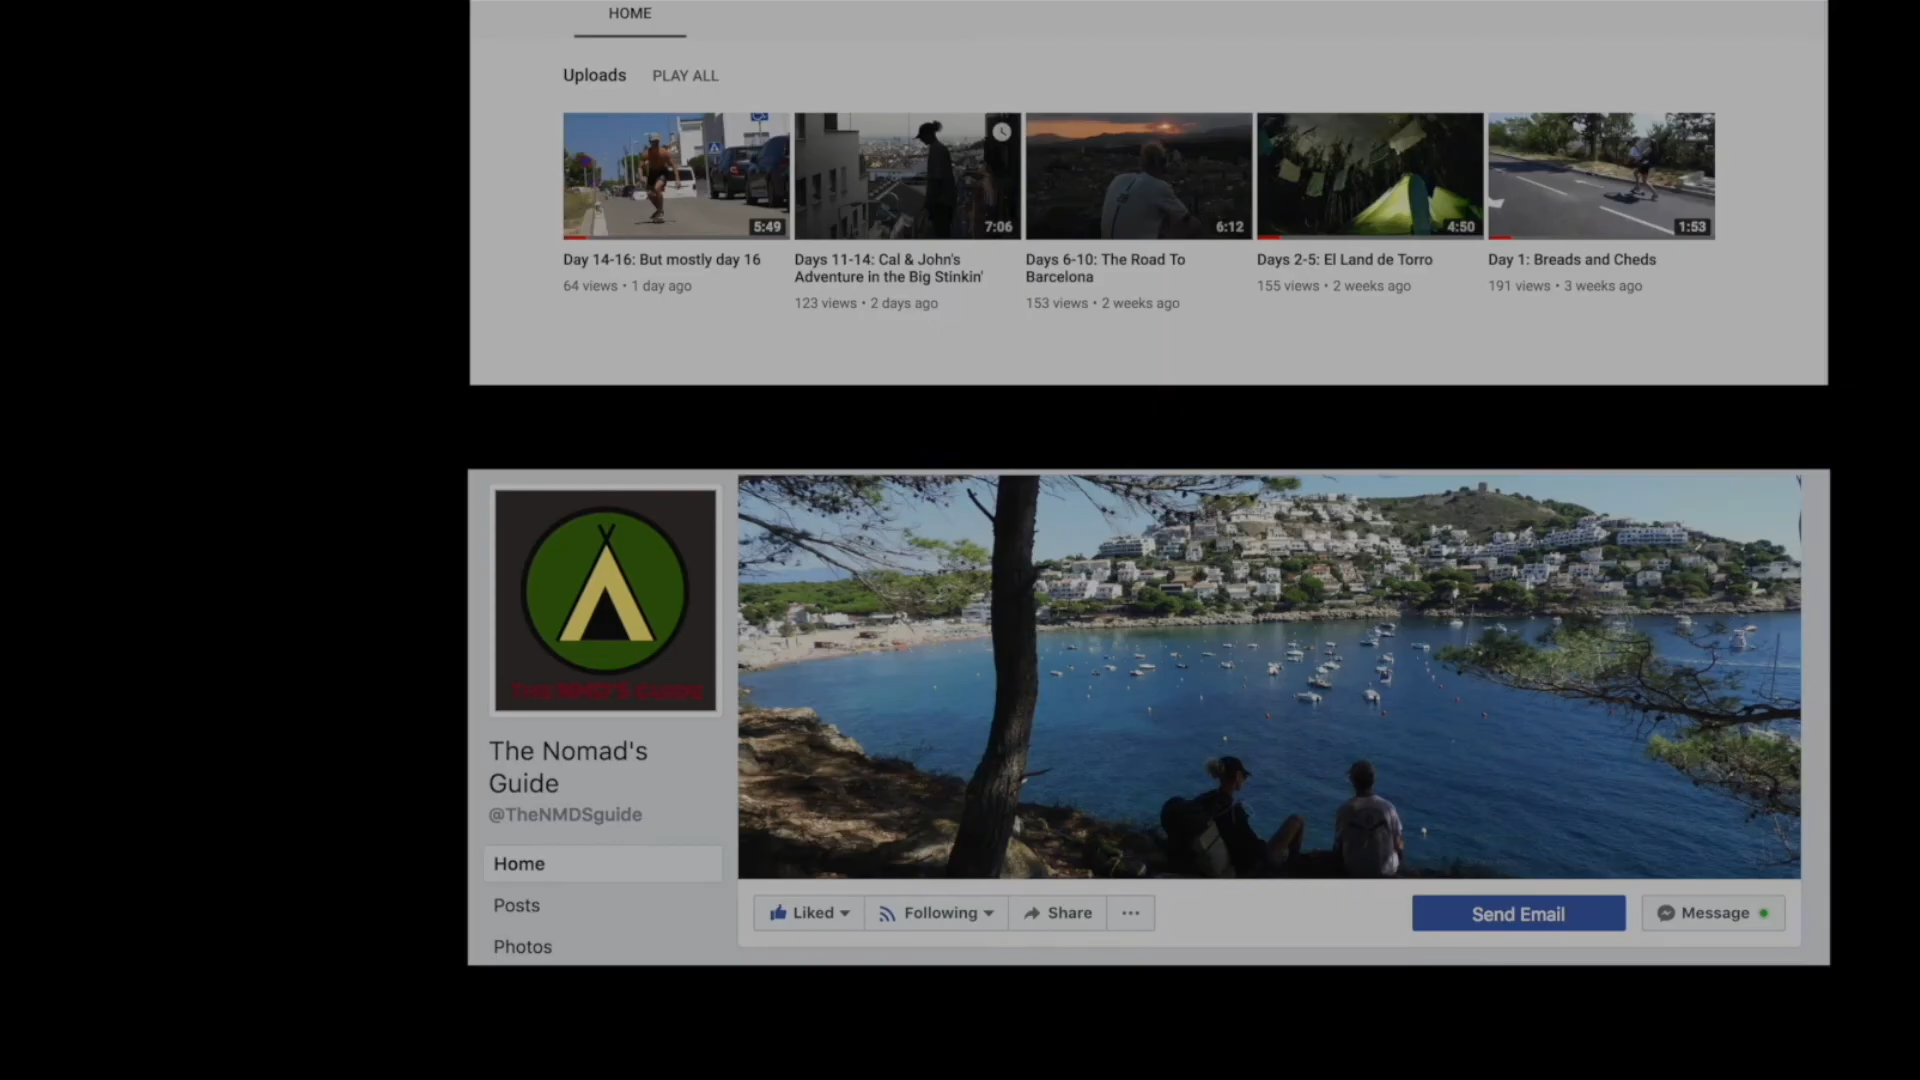 HOME
Uploads PLAY ALL
5:49
7:06
6:12
4:50
1:53
Day 14-16: But mostly day 16
64 views • 1 day ago
Days 11-14: Cal & John's
Adventure in the Big Stinkin'
123 views • 2 days ago
Days 6-10: The Road To
Barcelona
153 views • 2 weeks ago
Days 2-5: El Land de Torro
155 views • 2 weeks ago
Day 1: Breads and Cheds
191 views • 3 weeks ago
THE NMD'S GUIDE
The Nomad's
Guide
@TheNMDSguide
Home
Posts
Photos
Liked Following Share ...
Send Email Message